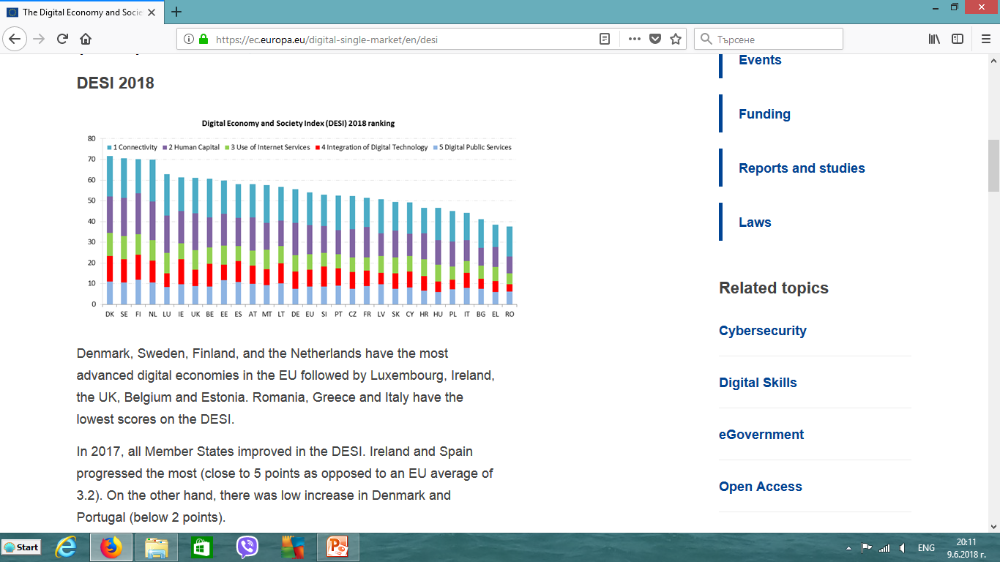 The Digital Economy and Socie
https://ec.europa.eu/digital-single-market/en/desi
Търсене
DESI 2018
Digital Economy and Society Index (DESI) 2018 ranking
80
1 Connectivity 2 Human Capital 3 Use of Internet Services 4 Integration of Digital Technology 5 Digital Public Services
70
60
50
40
30
20
10
0
DK SE FI NL LU IE UK BE EE ES AT MT LT DE EU SI PT CZ FR LV SK CY HR HU PL IT BG EL RO
Denmark, Sweden, Finland, and the Netherlands have the most
advanced digital economies in the EU followed by Luxembourg, Ireland,
the UK, Belgium and Estonia. Romania, Greece and Italy have the
lowest scores on the DESI.
In 2017, all Member States improved in the DESI. Ireland and Spain
progressed the most (close to 5 points as opposed to an EU average of
3.2). On the other hand, there was low increase in Denmark and
Portugal (below 2 points).
Events
Funding
Reports and studies
Laws
Related topics
Cybersecurity
Digital Skills
eGovernment
Open Access
Start
ENG
20:11
9.6.2018 г.